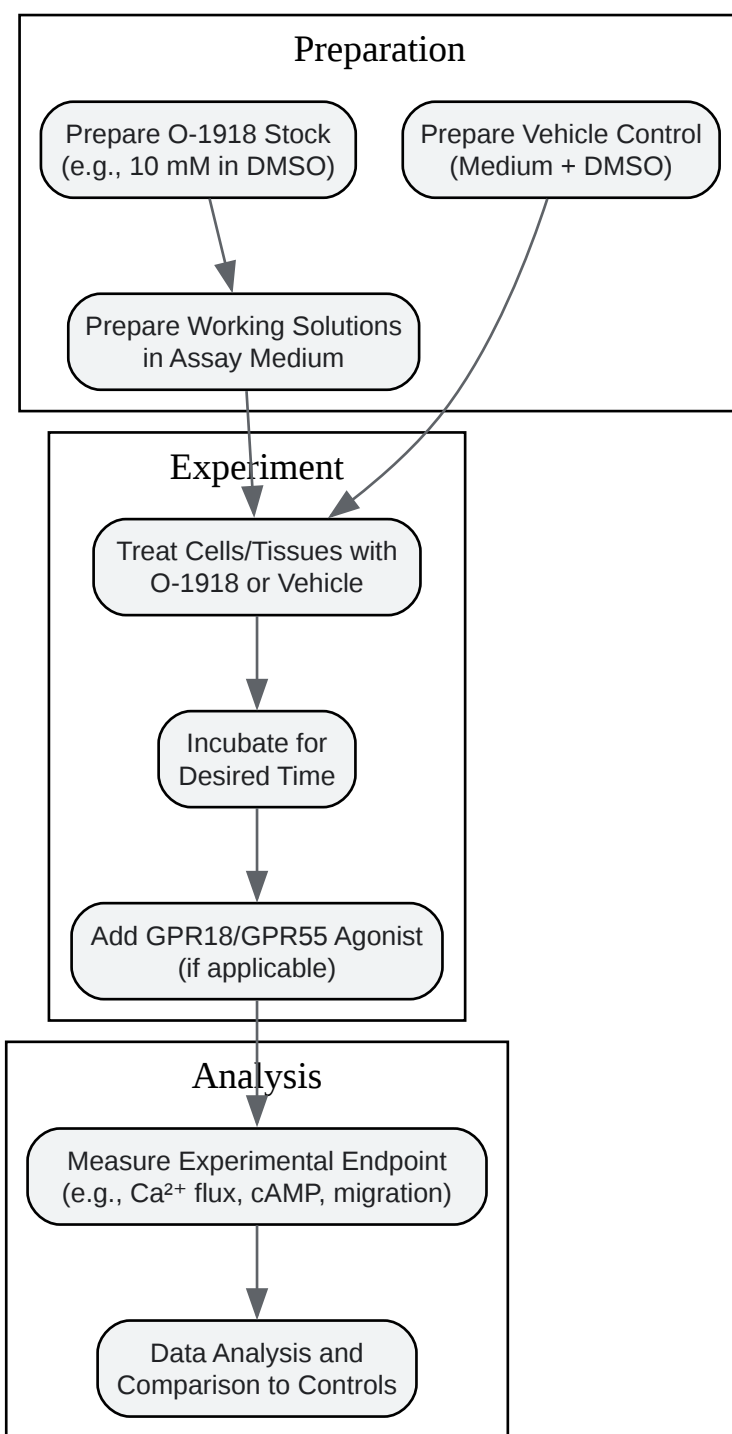 Preparation
Prepare O-1918 Stock
(e.g., 10 mM in DMSO)
Prepare Vehicle Control
(Medium + DMSO)
Prepare Working Solutions
in Assay Medium
Experiment
Treat Cells/Tissues with
O-1918 or Vehicle
Incubate for
Desired Time
Add GPR18/GPR55 Agonist
(if applicable)
Analysis
Measure Experimental Endpoint
(e.g., Ca²⁺ flux, cAMP, migration)
Data Analysis and
Comparison to Controls